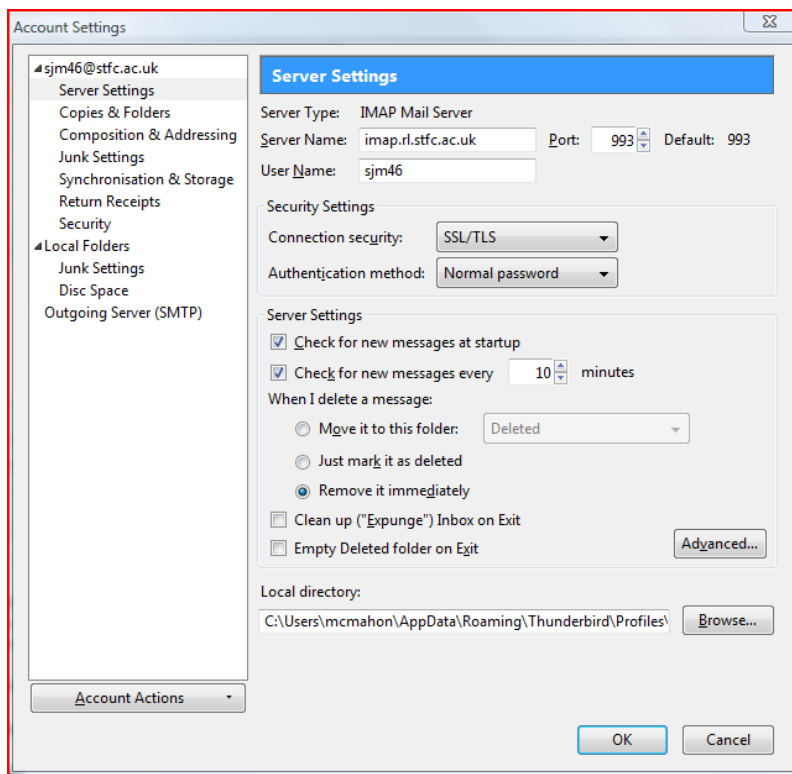 Account Settings
sjm46@stfc.ac.uk
Server Settings
Copies & Folders
Composition & Addressing
Junk Settings
Synchronisation & Storage
Return Receipts
Security
Local Folders
Junk Settings
Disc Space
Outgoing Server (SMTP)
Account Actions
Server Settings
Server Type: IMAP Mail Server
Server Name: imap.rl.stfc.ac.uk Port: 993 Default: 993
User Name: sjm46
Security Settings
Connection security: SSL/TLS
Authentication method: Normal password
Server Settings
Check for new messages at startup
Check for new messages every 10 minutes
When I delete a message:
Move it to this folder: Deleted
Just mark it as deleted
Remove it immediately
Clean up ("Expunge") Inbox on Exit
Empty Deleted folder on Exit
Advanced...
Local directory:
C:\Users\mcmahon\AppData\Roaming\Thunderbird\Profiles\ Browse...
OK Cancel